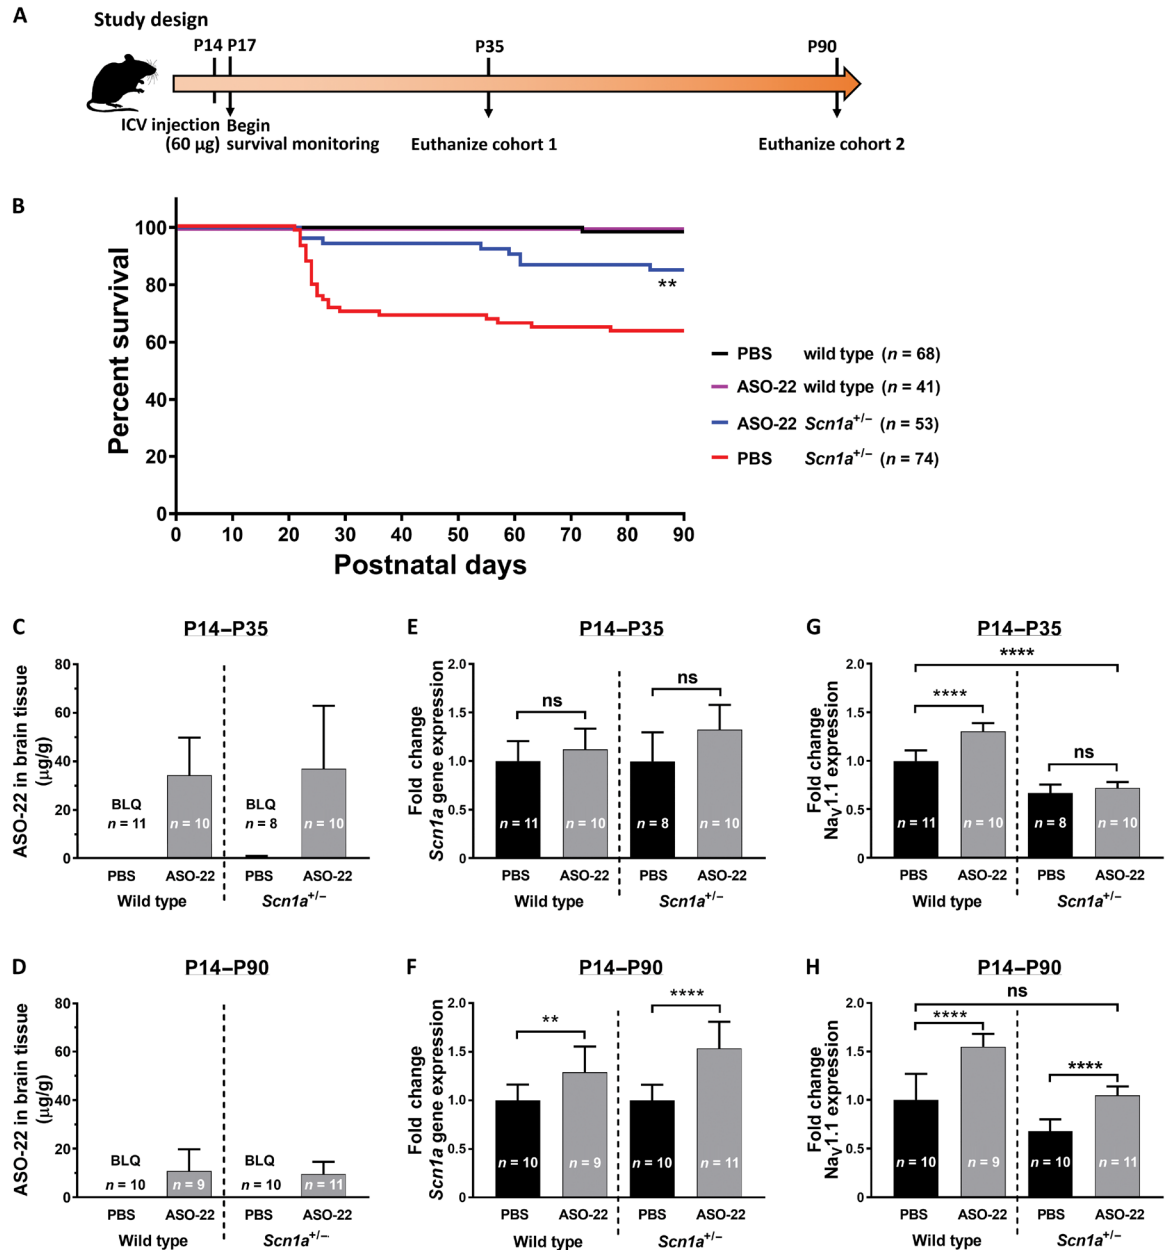 A
Study design
P14 P17 P35 P90
ICV injection
(60 µg)
Begin
survival monitoring
Euthanize cohort 1
Euthanize cohort 2
B
Percent survival
100
80
60
40
20
0
0 10 20 30 40 50 60 70 80 90
Postnatal days
**
PBS wild type (n = 68)
ASO-22 wild type (n = 41)
ASO-22 Scn1a+/− (n = 53)
PBS Scn1a+/− (n = 74)
C
P14–P35
ASO-22 in brain tissue
(µg/g)
80
60
40
20
0
BLQ
n = 11
n = 10
BLQ
n = 8
n = 10
PBS ASO-22 PBS ASO-22
Wild type Scn1a+/−
E
P14–P35
Fold change
Scn1a gene expression
2.0
1.5
1.0
0.5
0
ns
ns
n = 11
n = 10
n = 8
n = 10
PBS ASO-22 PBS ASO-22
Wild type Scn1a+/−
G
P14–P35
Fold change
NaV1.1 expression
2.0
1.5
1.0
0.5
0
****
****
ns
n = 11
n = 10
n = 8
n = 10
PBS ASO-22 PBS ASO-22
Wild type Scn1a+/−
D
P14–P90
ASO-22 in brain tissue
(µg/g)
80
60
40
20
0
BLQ
n = 10
n = 9
BLQ
n = 10
n = 11
PBS ASO-22 PBS ASO-22
Wild type Scn1a+/−
F
P14–P90
Fold change
Scn1a gene expression
2.0
1.5
1.0
0.5
0
**
****
n = 10
n = 9
n = 10
n = 11
PBS ASO-22 PBS ASO-22
Wild type Scn1a+/−
H
P14–P90
Fold change
NaV1.1 expression
2.0
1.5
1.0
0.5
0
ns
****
****
n = 10
n = 9
n = 10
n = 11
PBS ASO-22 PBS ASO-22
Wild type Scn1a+/−